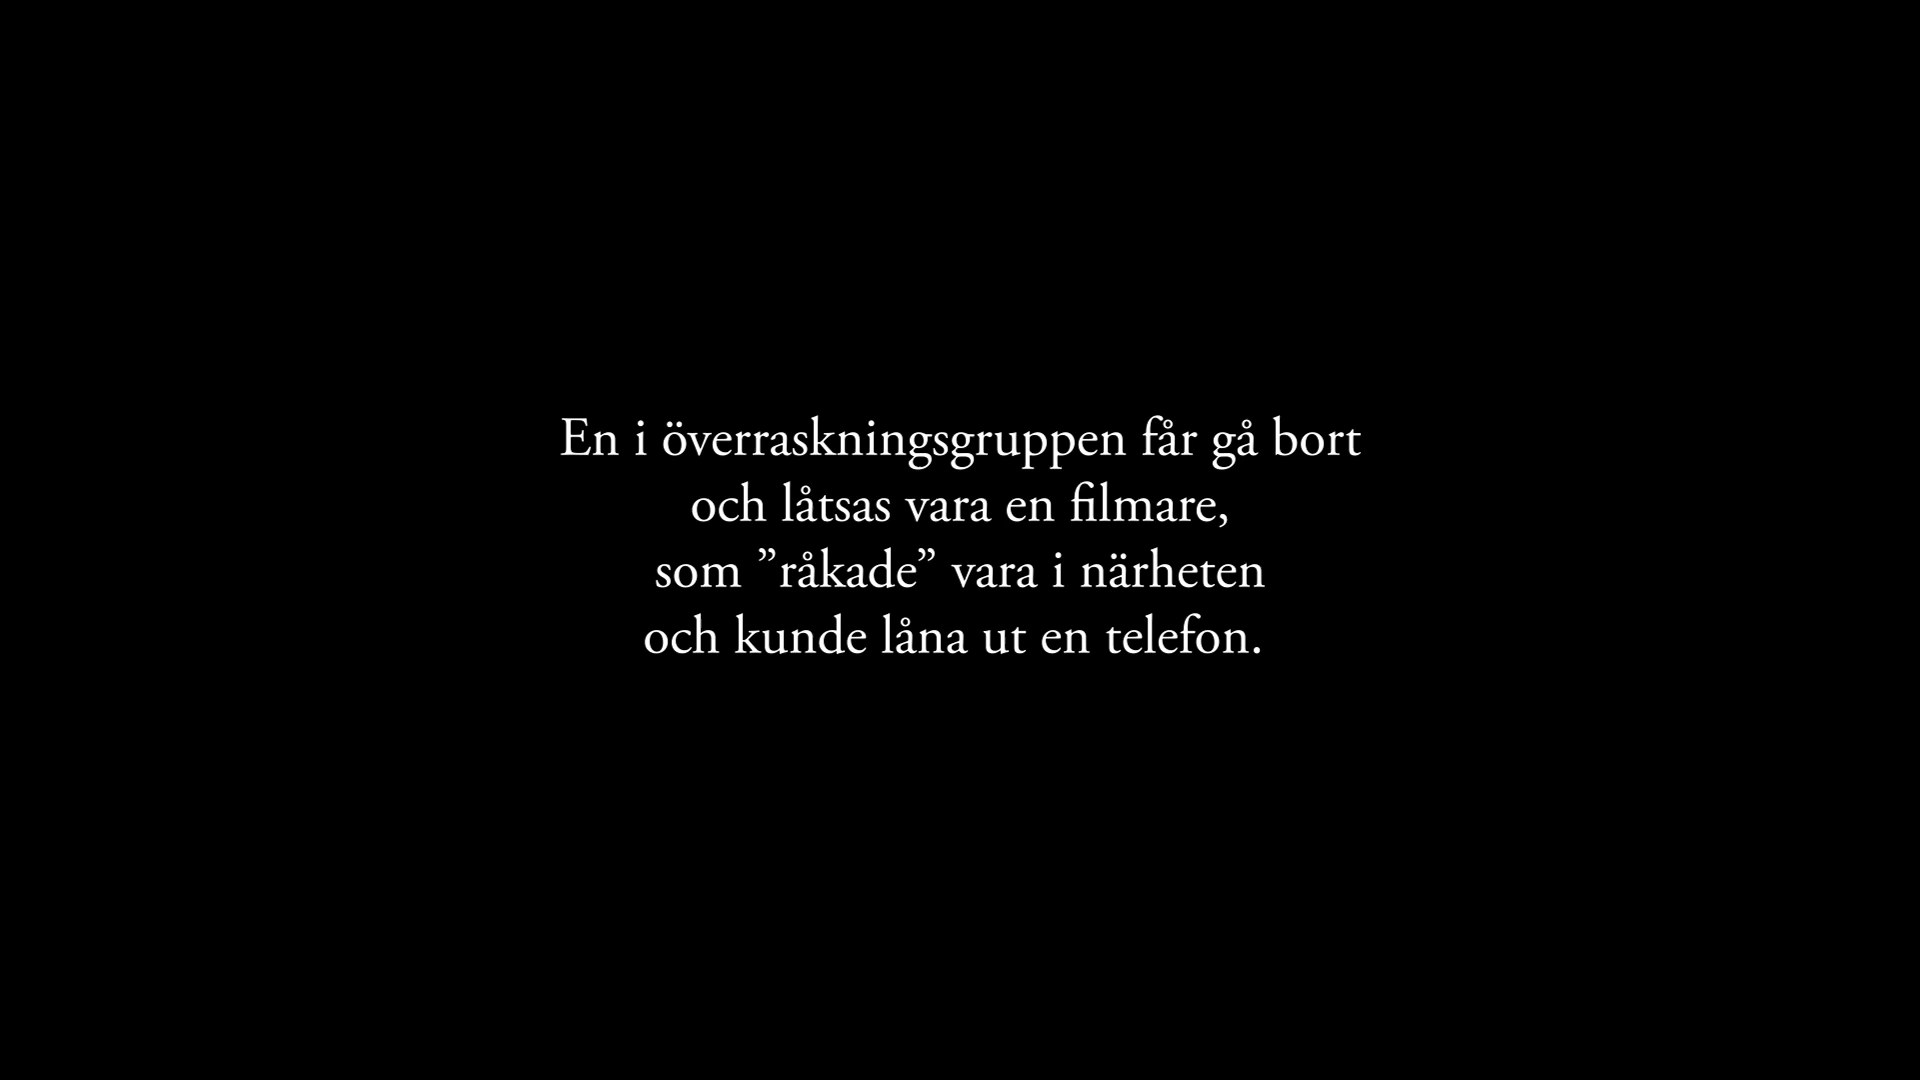 En i överraskningsgruppen får gå bort
och låtsas vara en filmare,
som ”råkade” vara i närheten
och kunde låna ut en telefon.